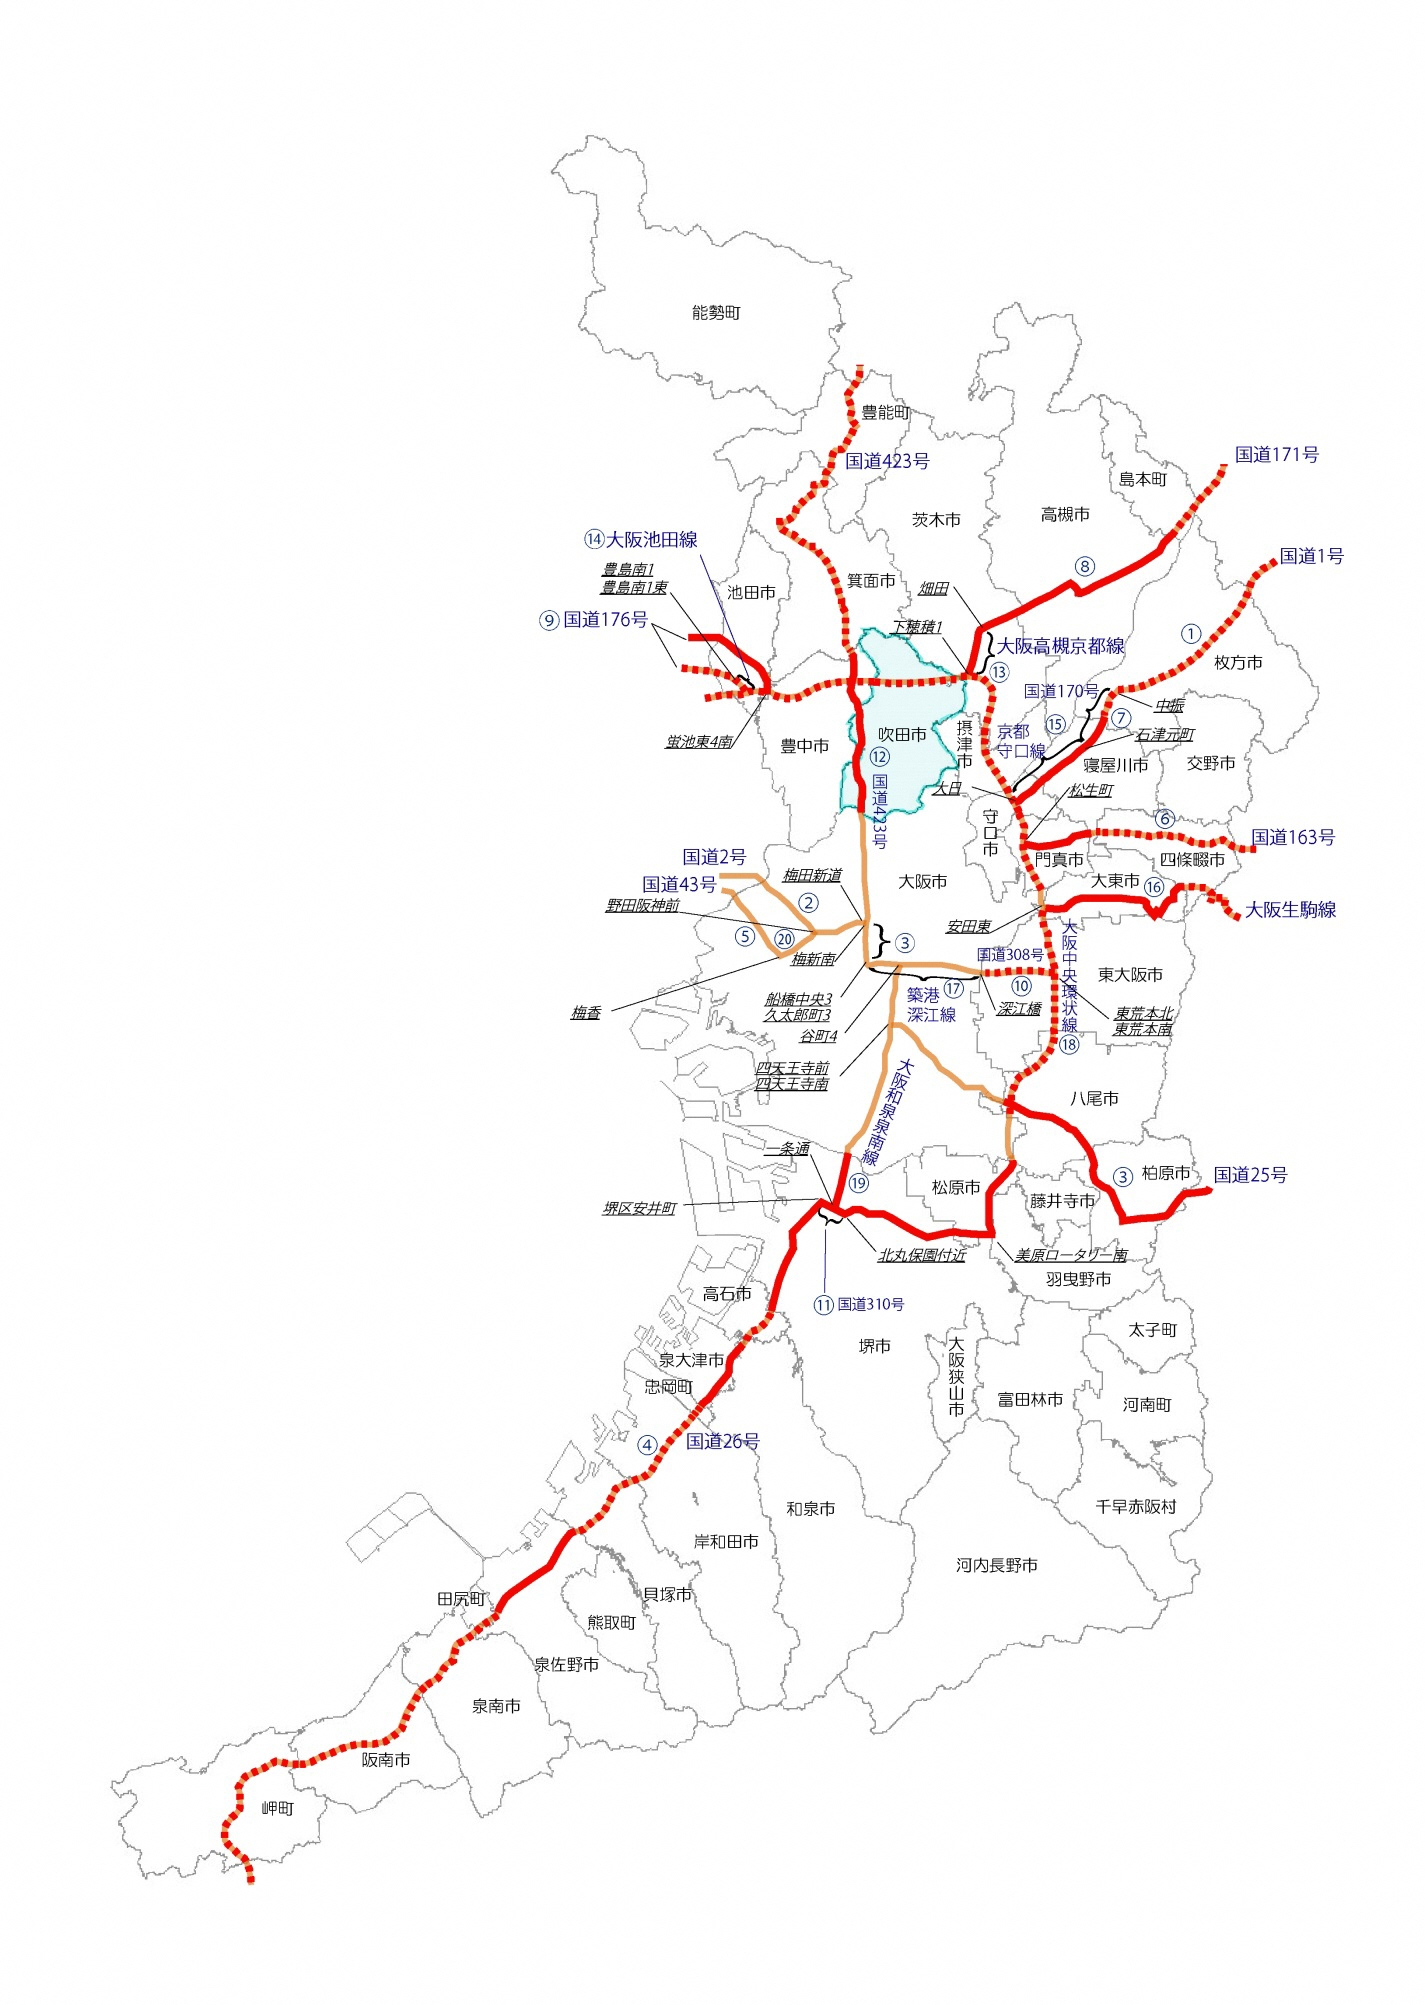 能勢町
豊能町
国道423号
国道171号
島本町
茨木市
高槻市
⑭大阪池田線
国道1号
豊島南1
豊島南1東
池田市
箕面市
畑田
⑧
⑨ 国道176号
下穂積1
①
大阪高槻京都線
⑬
枚方市
国道170号
中振
⑦
⑮
石津元町
蛍池東4南
豊中市
吹田市
摂津市
京都
守口線
⑫
国道423号
寝屋川市
交野市
大日
松生町
守口市
⑥
国道163号
門真市
四條畷市
国道2号
国道43号
梅田新道
大阪市
大東市
⑯
大阪生駒線
野田阪神前
②
安田東
大阪中央環状線
⑤
⑳
③
梅新南
国道308号
東大阪市
⑩
⑰
築港
深江線
船橋中央3
久太郎町3
深江橋
梅香
谷町4
東荒本北
東荒本南
⑱
四天王寺前
四天王寺南
大阪和泉泉南線
八尾市
一条通
③
柏原市
国道25号
⑲
松原市
藤井寺市
堺区安井町
北丸保園付近
美原ロータリー南
羽曳野市
高石市
⑪ 国道310号
太子町
堺市
大阪狭山市
泉大津市
忠岡町
富田林市
河南町
④
国道26号
和泉市
千早赤阪村
岸和田市
河内長野市
貝塚市
田尻町
熊取町
泉佐野市
泉南市
阪南市
岬町